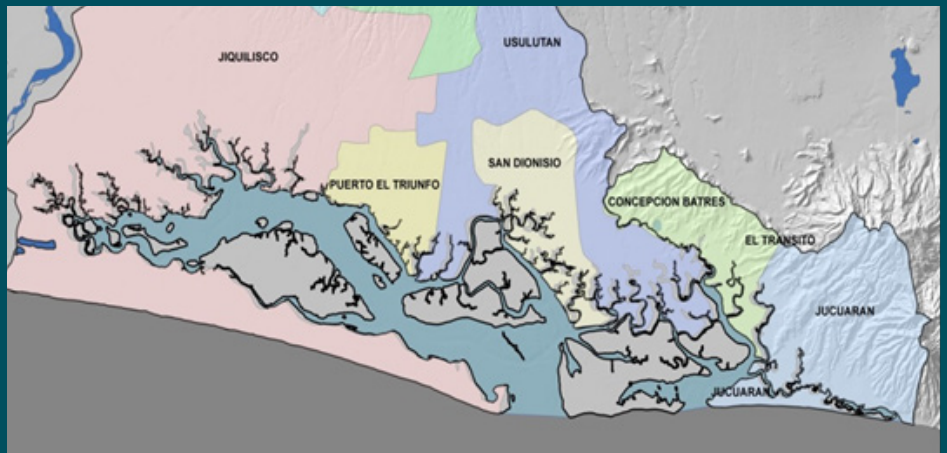 USULUTAN
JIQUILISCO
SAN DIONISIO
PUERTO EL TRIUNFO
CONCEPCION BATRES
EL TRANSITO
JUCUARAN
JUCUARAN